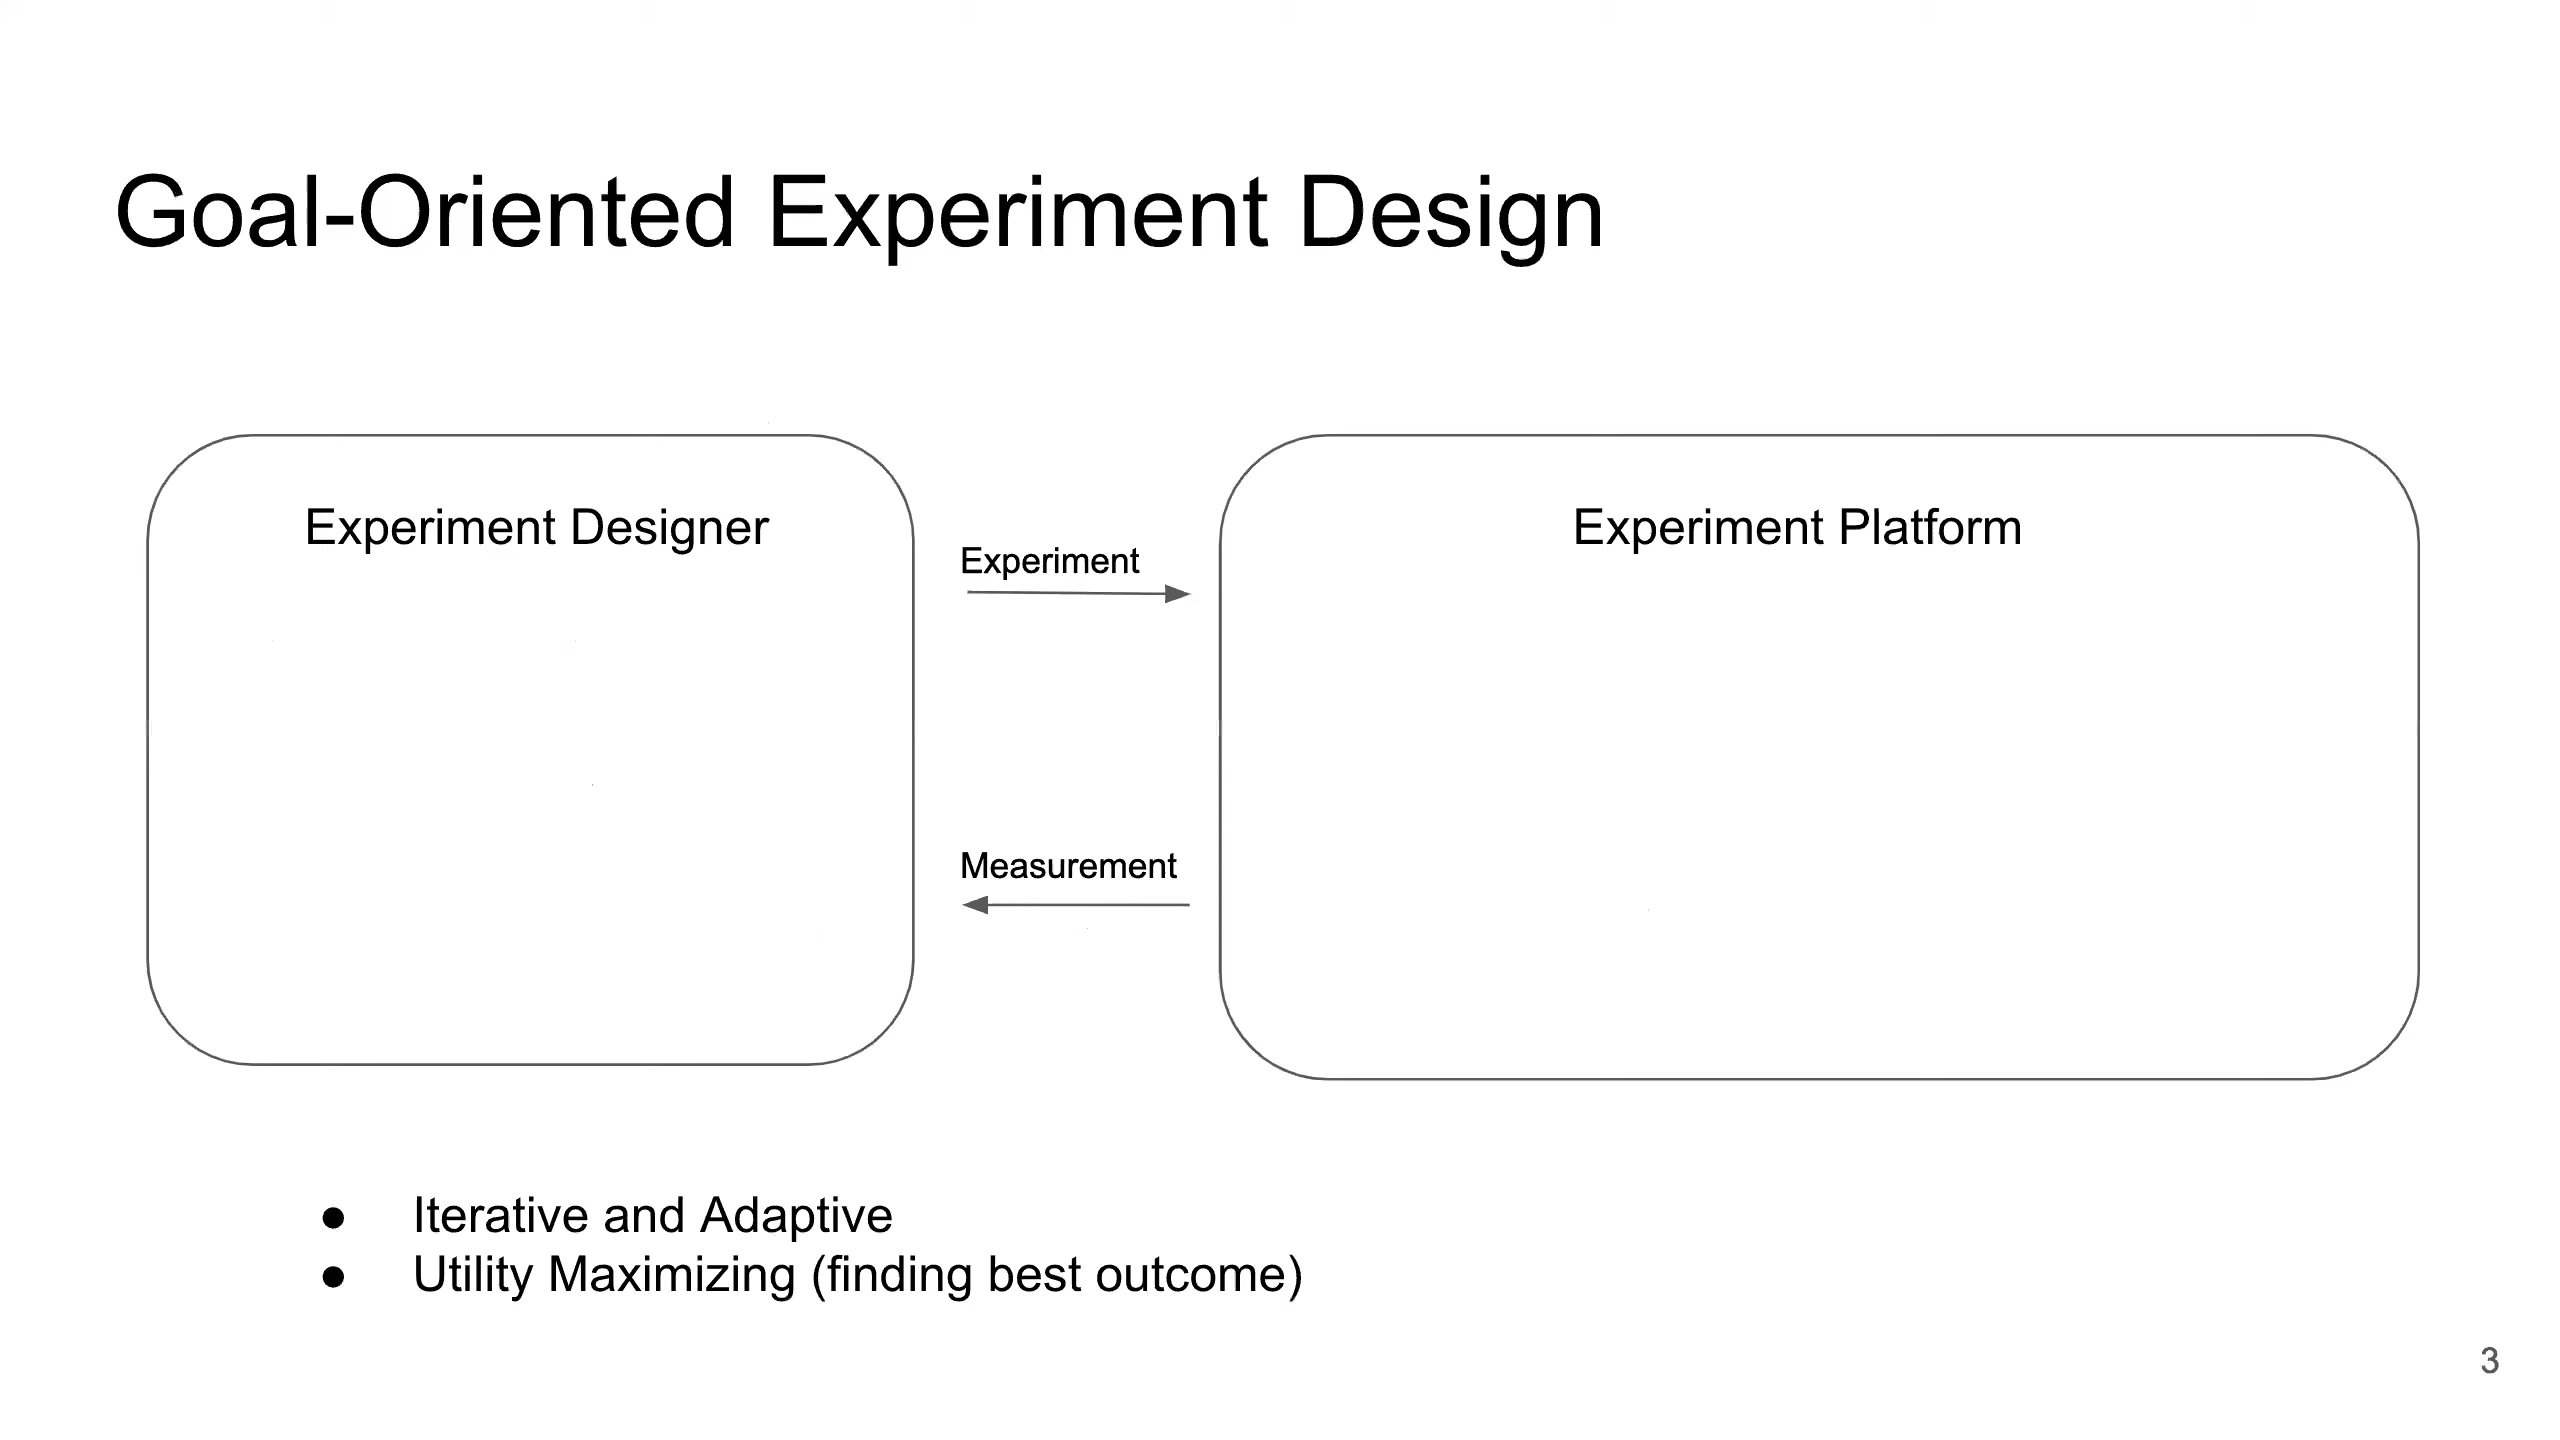 Goal-Oriented Experiment Design
Experiment Designer
Experiment
Measurement
Experiment Platform
● Iterative and Adaptive
● Utility Maximizing (finding best outcome)
3